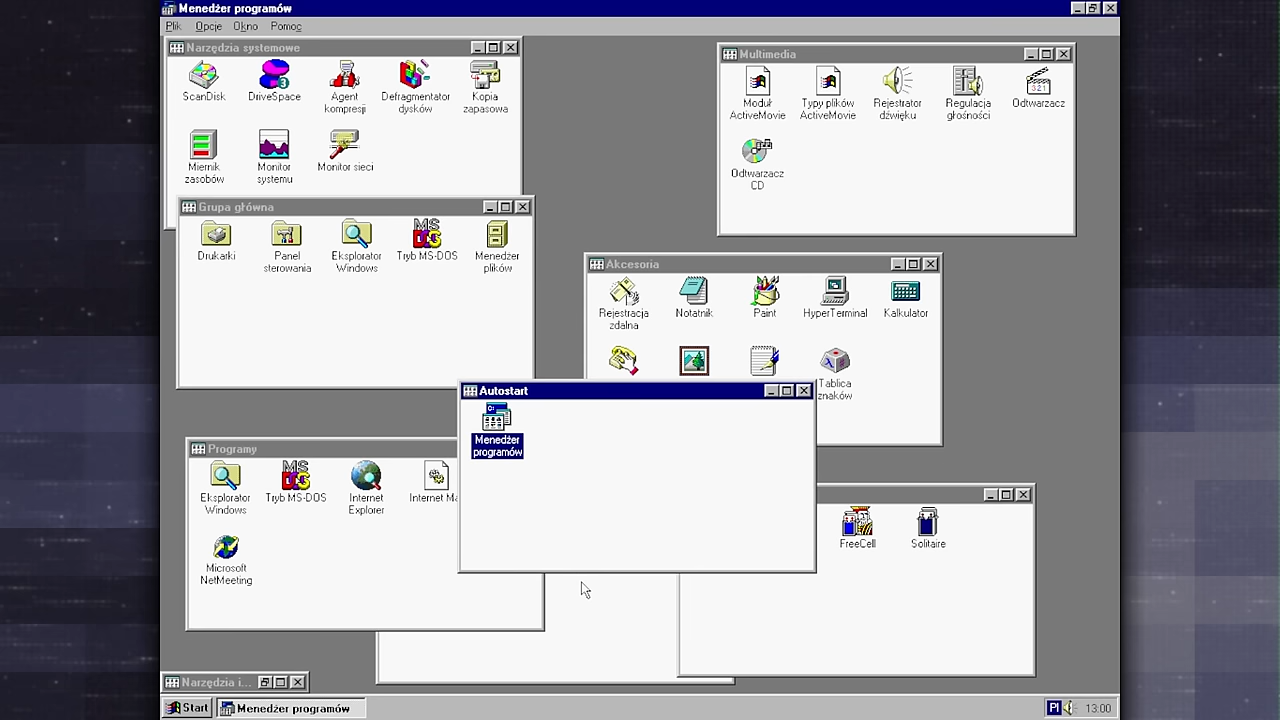 Menedżer programów
Plik Opcje Okno Pomoc
Narzędzia systemowe
ScanDisk
DriveSpace
Agent
kompresji
Defragmentator
dysków
Kopia
zapasowa
Miernik
zasobów
Monitor
systemu
Monitor sieci
Multimedia
Moduł
ActiveMovie
Typy plików
ActiveMovie
Rejestrator
dźwięku
Regulacja
głośności
Odtwarzacz
Odtwarzacz
CD
Grupa główna
Drukarki
Panel
sterowania
Eksplorator
Windows
Tryb MS-DOS
Menedżer
plików
Akcesoria
Rejestracja
zdalna
Notatnik
Paint
HyperTerminal
Kalkulator
Tablica
znaków
Autostart
Menedżer
programów
Programy
Eksplorator
Windows
Tryb MS-DOS
Internet
Explorer
Internet Ma
Microsoft
NetMeeting
FreeCell
Solitaire
Narzędzia i...
Start
Menedżer programów
Pl
13:00